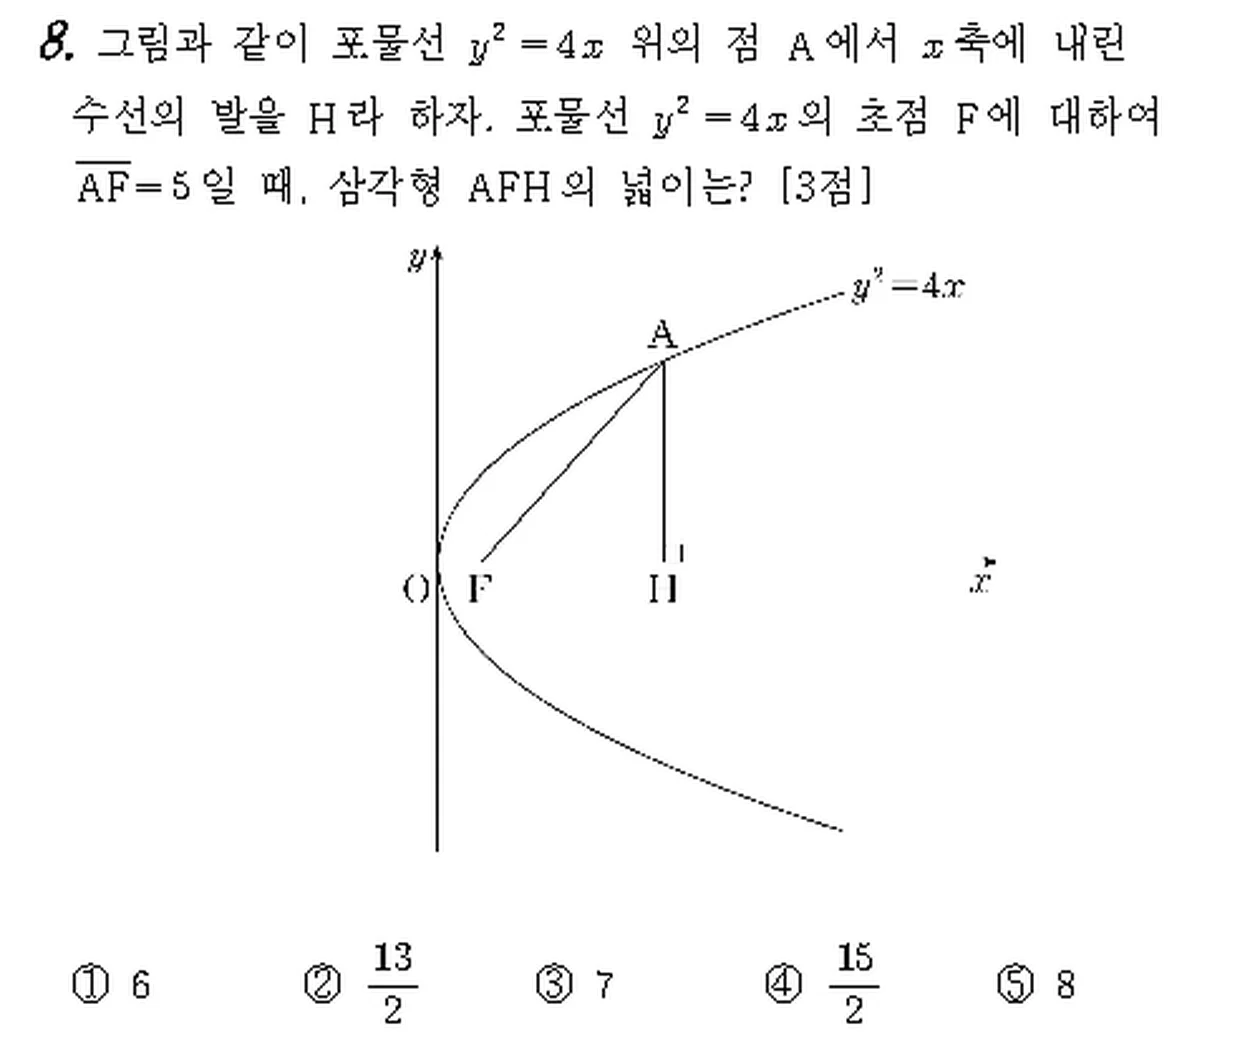 8. 그림과 같이 포물선 y² = 4x 위의 점 A에서 x축에 내린
수선의 발을 H라 하자. 포물선 y² = 4x의 초점 F에 대하여
A̅F̅ = 5일 때, 삼각형 AFH의 넓이는? [3점]
y
y² = 4x
A
O F H x
① 6 ② 13/2 ③ 7 ④ 15/2 ⑤ 8